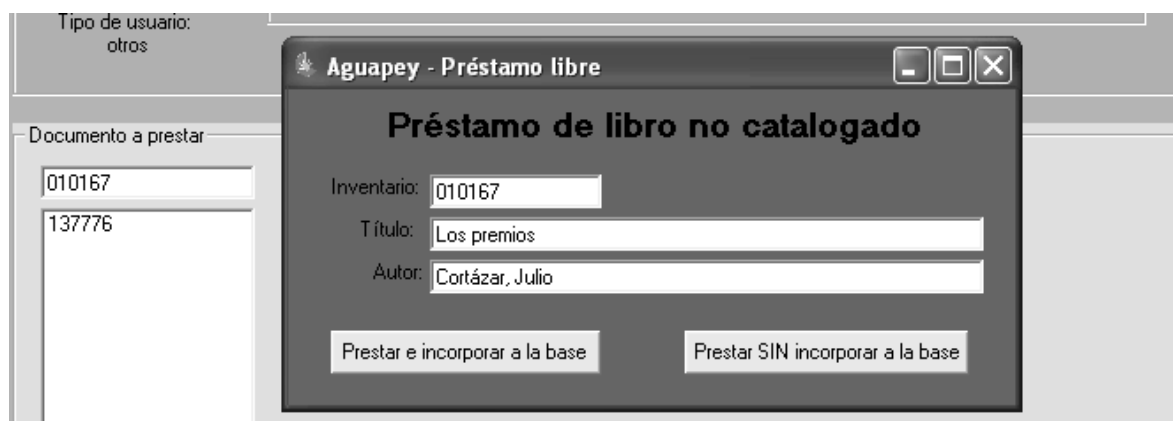 Tipo de usuario:
otros
Aguapey - Préstamo libre
Préstamo de libro no catalogado
Documento a prestar
010167
137776
Inventario: 010167
Título: Los premios
Autor: Cortázar, Julio
Prestar e incorporar a la base
Prestar SIN incorporar a la base